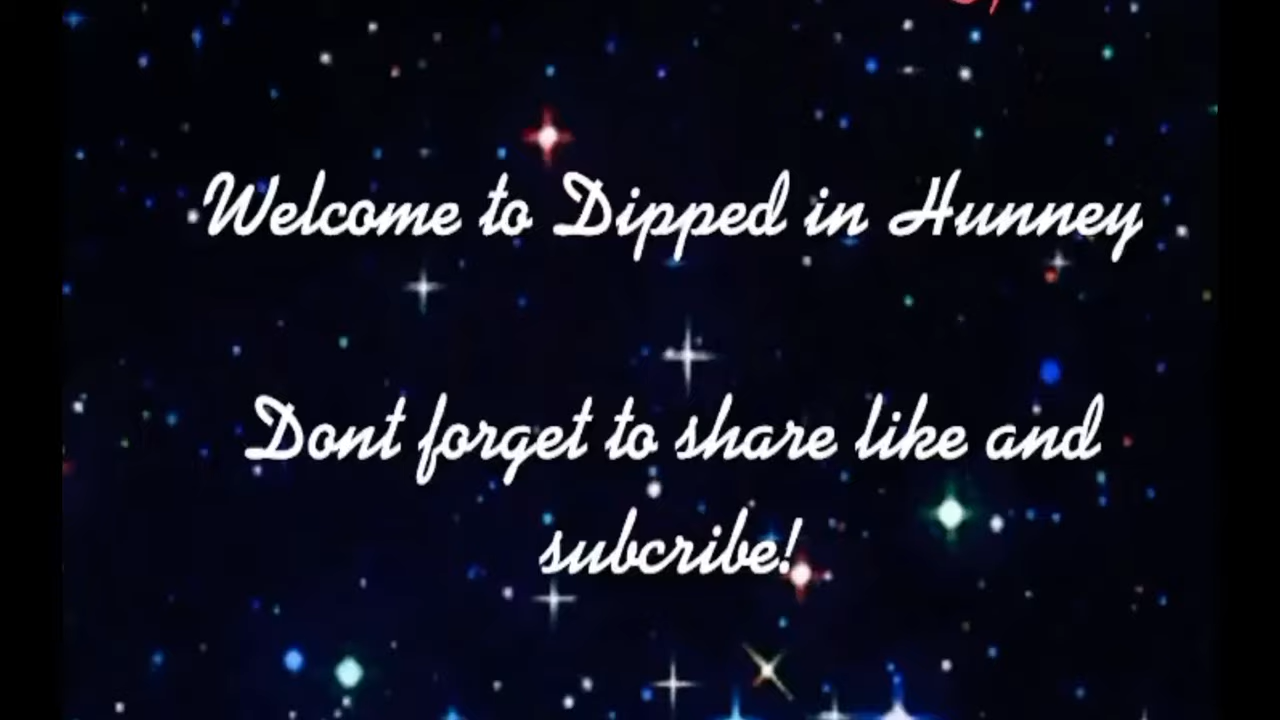 Welcome to Dipped in Hunney
Dont forget to share like and
subcribe!